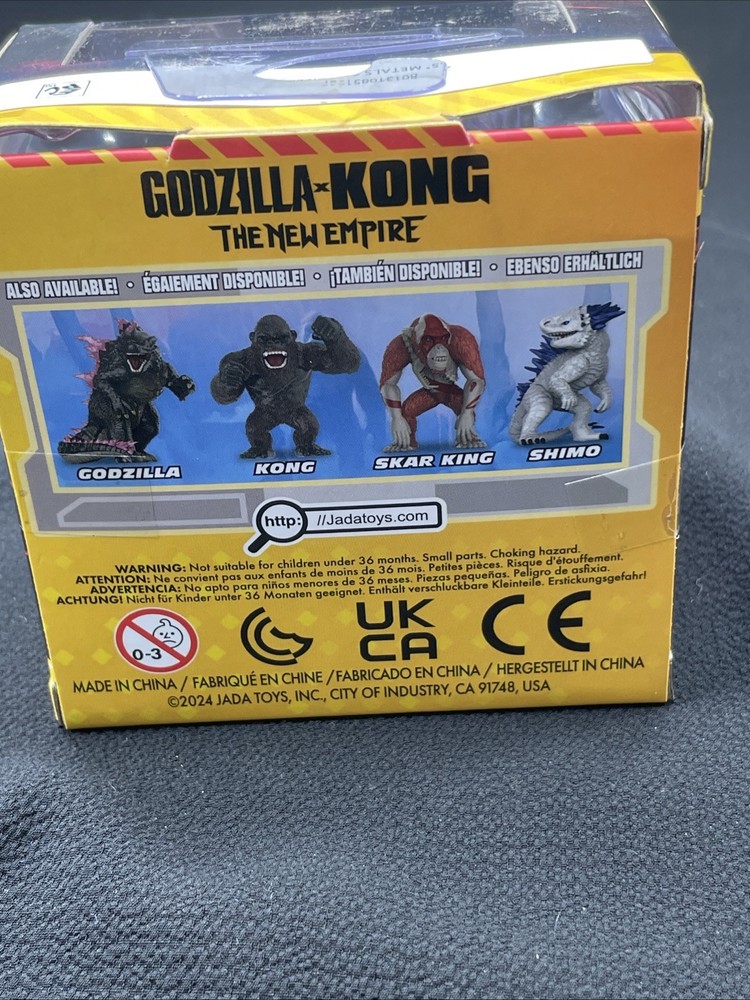 GODZILLA x KONG
THE NEW EMPIRE
ALSO AVAILABLE! • ÉGAIEMENT DISPONIBLE! • ¡TAMBIÉN DISPONIBLE! • EBENSO ERHÄLTLICH
GODZILLA
KONG
SKAR KING
SHIMO
http: //Jadatoys.com
WARNING: Not suitable for children under 36 months. Small parts. Choking hazard.
ATTENTION: Ne convient pas aux enfants de moins de 36 mois. Petites pièces. Risque d'étouffement.
ADVERTENCIA: No apto para niños menores de 36 meses. Piezas pequeñas. Peligro de asfixia.
ACHTUNG! Nicht für Kinder unter 36 Monaten geeignet. Enthält verschluckbare Kleinteile. Erstickungsgefahr!
0-3
UK
CA
CE
MADE IN CHINA / FABRIQUÉ EN CHINE / FABRICADO EN CHINA / HERGESTELLT IN CHINA
©2024 JADA TOYS, INC., CITY OF INDUSTRY, CA 91748, USA